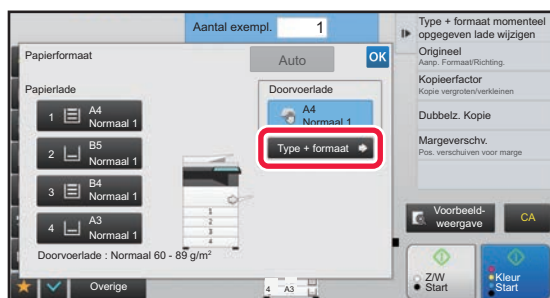 Aantal exempl.
1
Papierformaat
Auto
OK
Papierlade
1
A4
Normaal 1
2
B5
Normaal 1
3
B4
Normaal 1
4
A3
Normaal 1
Doorvoerlade
A4
Normaal 1
Type + formaat
1
2
3
4
Doorvoerlade : Normaal 60 - 89 g/m²
Overige
4 A3
Type + formaat momenteel
opgegeven lade wijzigen
Origineel
Aanp. Formaat/Richting.
Kopieerfactor
Kopie vergroten/verkleinen
Dubbelz. Kopie
Margeverschv.
Pos. verschuiven voor marge
Voorbeeld-
weergave
CA
Z/W
Start
Kleur
Start